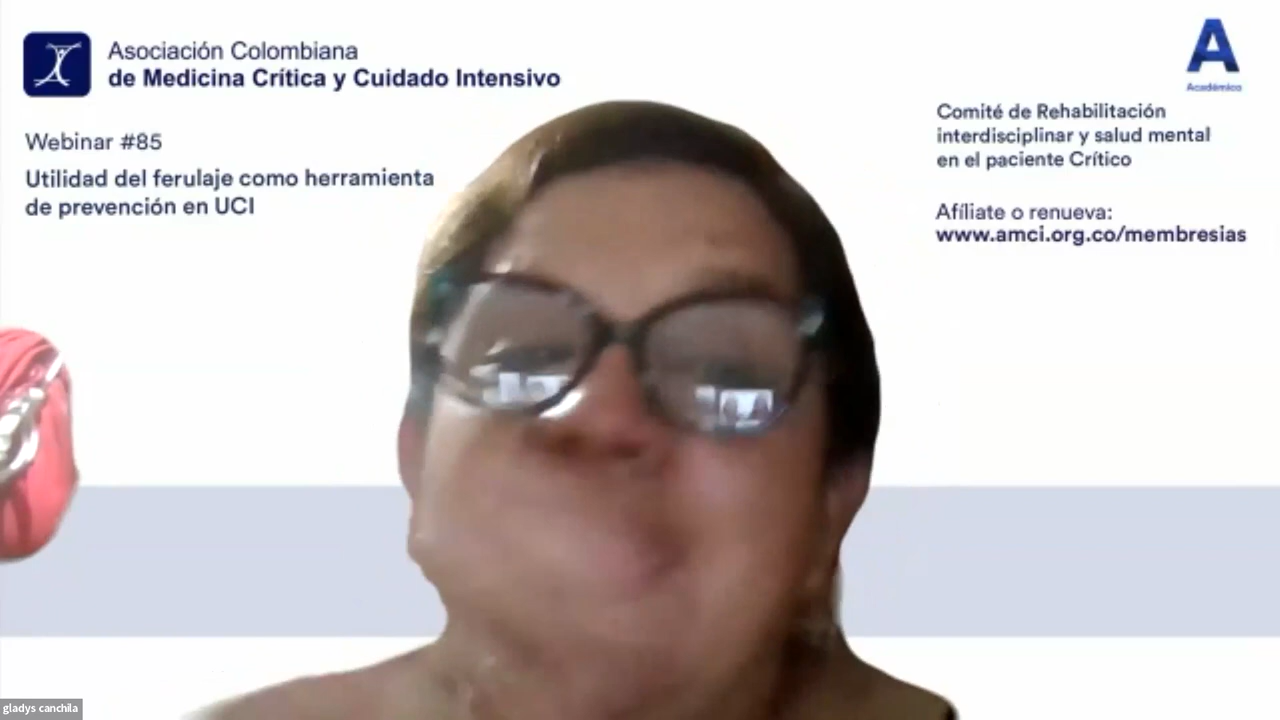 Asociación Colombiana
de Medicina Crítica y Cuidado Intensivo
Webinar #85
Utilidad del ferulaje como herramienta
de prevención en UCI
A
Académico
Comité de Rehabilitación
interdisciplinar y salud mental
en el paciente Crítico
Afíliate o renueva:
www.amci.org.co/membresias
gladys canchila